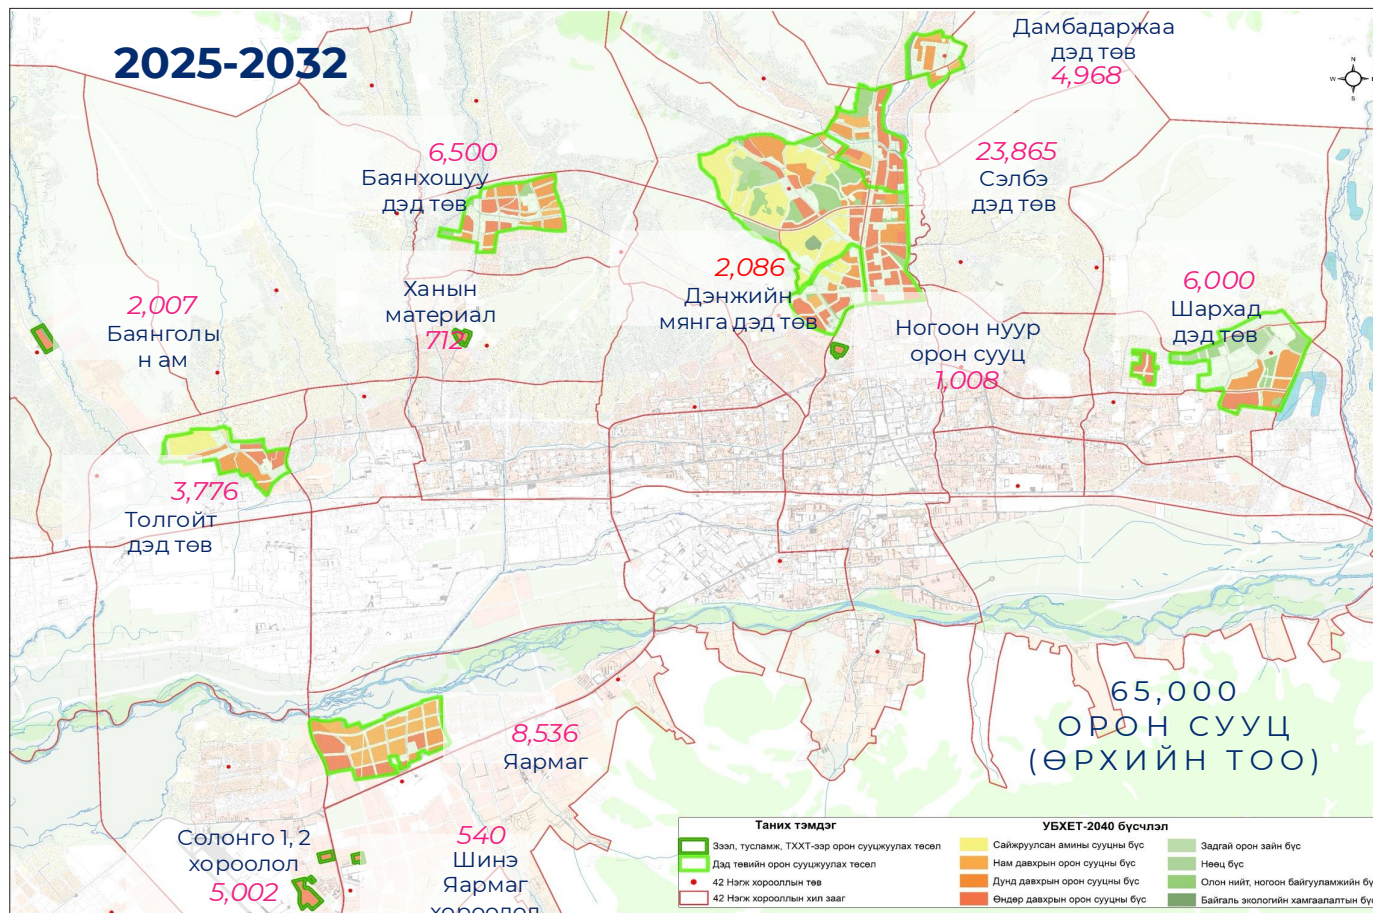 2025-2032
Дамбадаржаа
дэд төв
4,968
N
W
E
S
6,500
Баянхошуу
дэд төв
23,865
Сэлбэ
дэд төв
2,086
Дэнжийн
мянга дэд төв
6,000
Шархад
дэд төв
2,007
Баянголы
н ам
Ханын
материал
712
Ногоон нуур
орон сууц
1,008
3,776
Толгойт
дэд төв
8,536
Яармаг
65,000
ОРОН СУУЦ
(ӨРХИЙН ТОО)
Солонго 1, 2
хороолол
5,002
540
Шинэ
Яармаг
хороолол
Таних тэмдэг
Зээл, тусламж, ТХХТ-ээр орон сууцжуулах төсөл
Дэд төвийн орон сууцжуулах төсөл
42 Нэгж хорооллын төв
42 Нэгж хорооллын хил зааг
УБХЕТ-2040 бүсчлэл
Сайжруулсан амины сууцны бүс
Нам давхрын орон сууцны бүс
Дунд давхрын орон сууцны бүс
Өндөр давхрын орон сууцны бүс
Задгай орон зайн бүс
Нөөц бүс
Олон нийт, ногоон байгууламжийн бү
Байгаль экологийн хамгаалалтын бүс